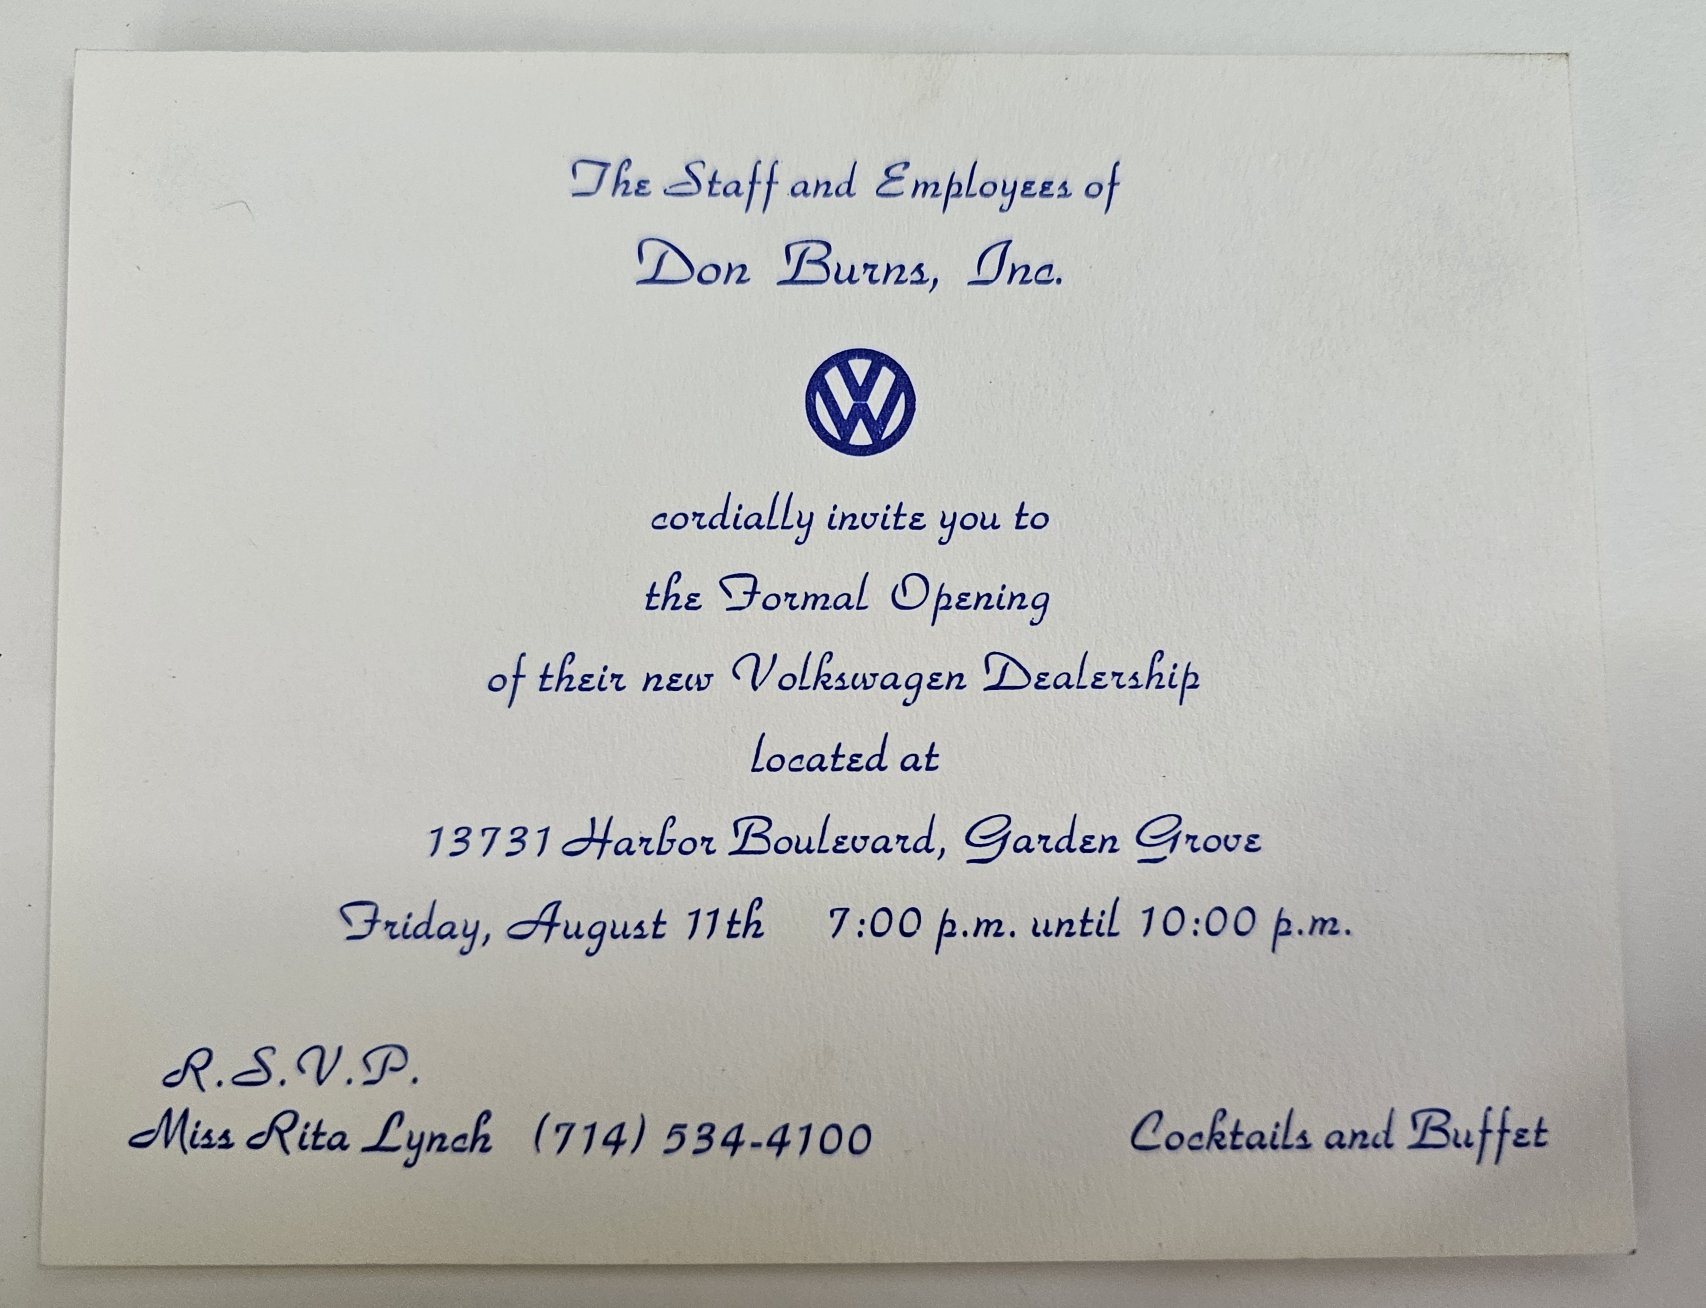 The Staff and Employees of
Don Burns, Inc.
VW
cordially invite you to
the Formal Opening
of their new Volkswagen Dealership
located at
13731 Harbor Boulevard, Garden Grove
Friday, August 11th 7:00 p.m. until 10:00 p.m.
R.S.V.P.
Miss Rita Lynch (714) 534-4100
Cocktails and Buffet